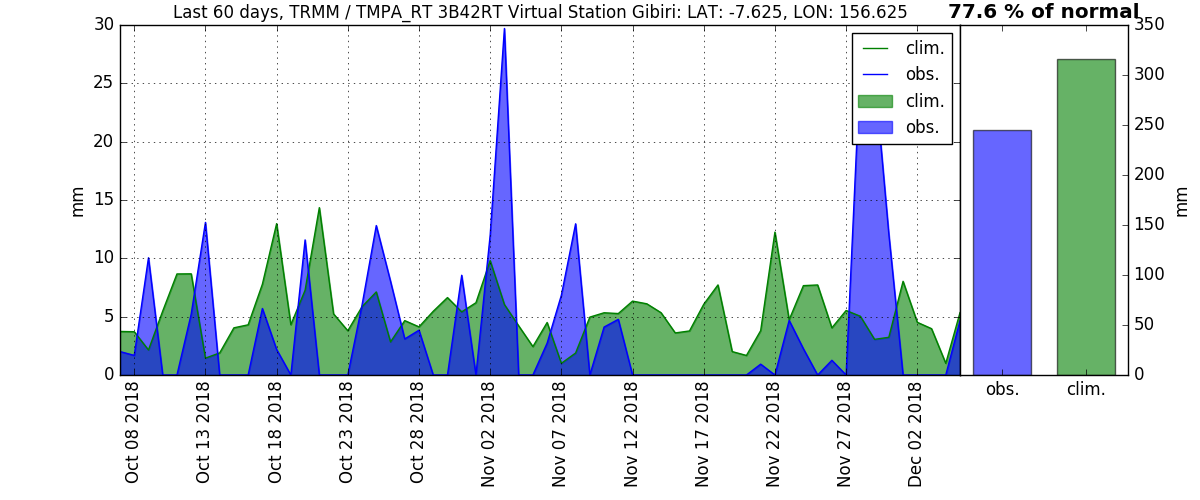 Last 60 days, TRMM / TMPA_RT 3B42RT Virtual Station Gibiri: LAT: -7.625, LON: 156.625
77.6 % of normal
30
25
20
15
10
5
0
mm
clim.
obs.
clim.
obs.
350
300
250
200
150
100
50
0
mm
obs.
clim.
Oct 08 2018
Oct 13 2018
Oct 18 2018
Oct 23 2018
Oct 28 2018
Nov 02 2018
Nov 07 2018
Nov 12 2018
Nov 17 2018
Nov 22 2018
Nov 27 2018
Dec 02 2018